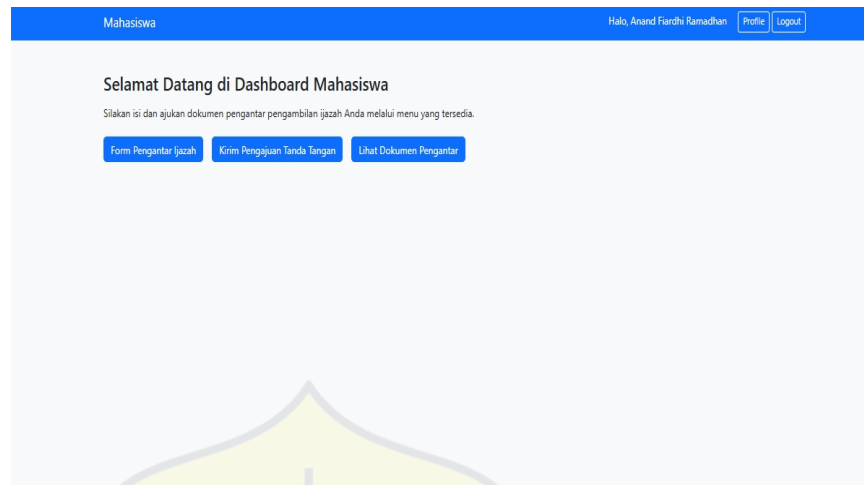 Mahasiswa
Halo, Anand Fiardhi Ramadhan Profile Logout
Selamat Datang di Dashboard Mahasiswa
Silakan isi dan ajukan dokumen pengantar pengambilan ijazah Anda melalui menu yang tersedia.
Form Pengantar Ijazah Kirim Pengajuan Tanda Tangan Lihat Dokumen Pengantar